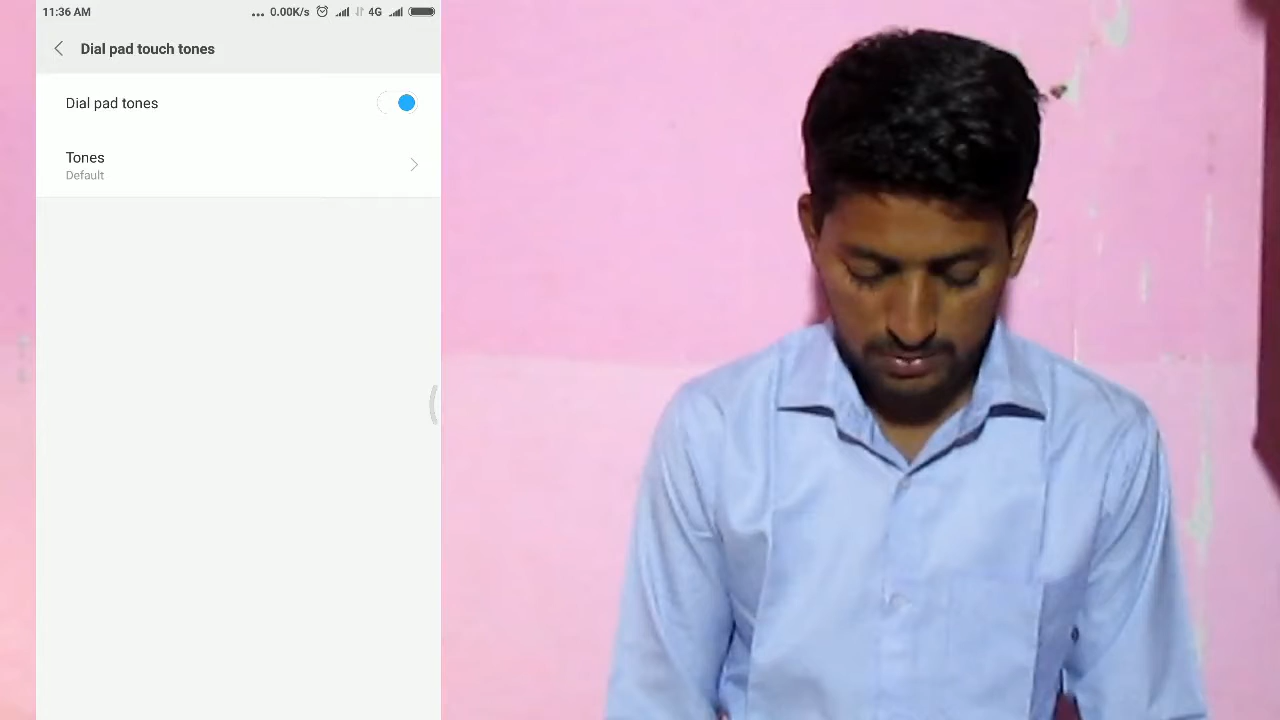 11:36 AM ... 0.00K/s 4G
Dial pad touch tones
Dial pad tones
Tones
Default